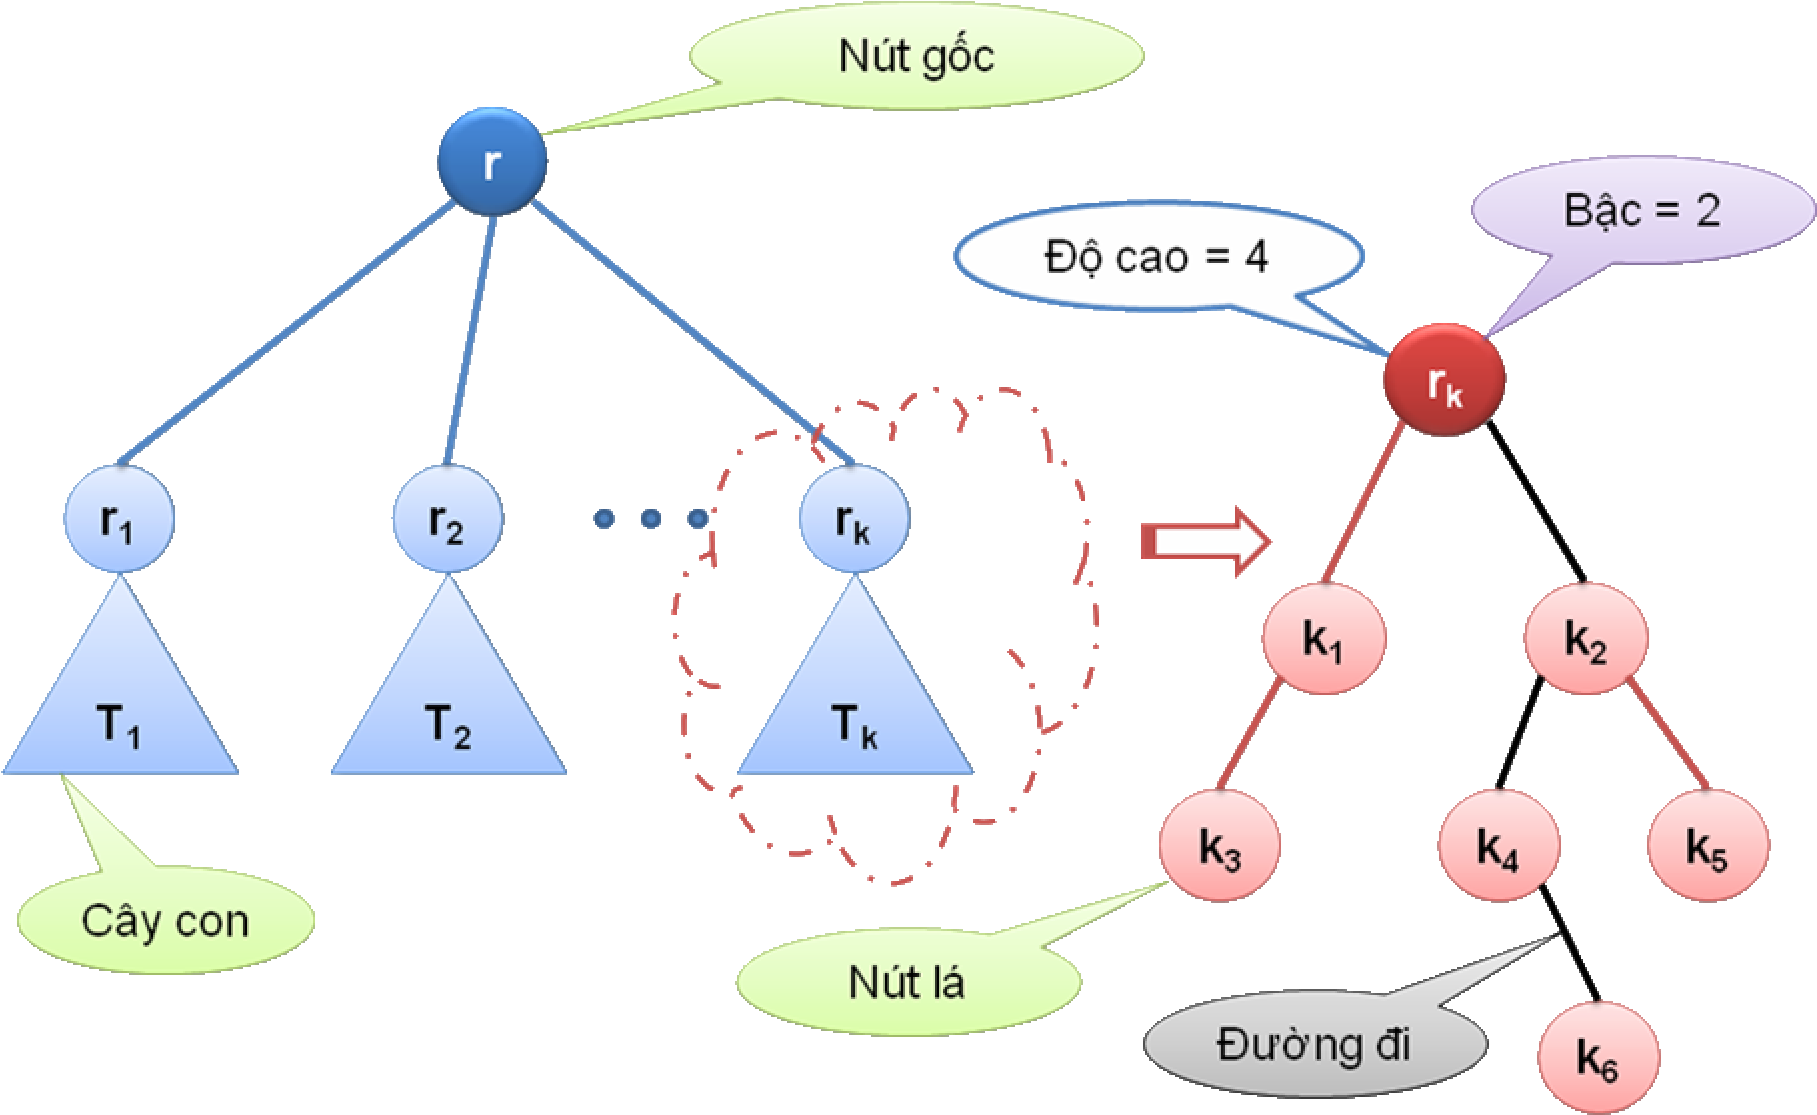 Nút gốc
r
Bậc = 2
Độ cao = 4
r₁
r₂
rₖ
rₖ
k₁
k₂
T₁
T₂
Tₖ
k₃
k₄
k₅
Cây con
Nút lá
Đường đi
k₆